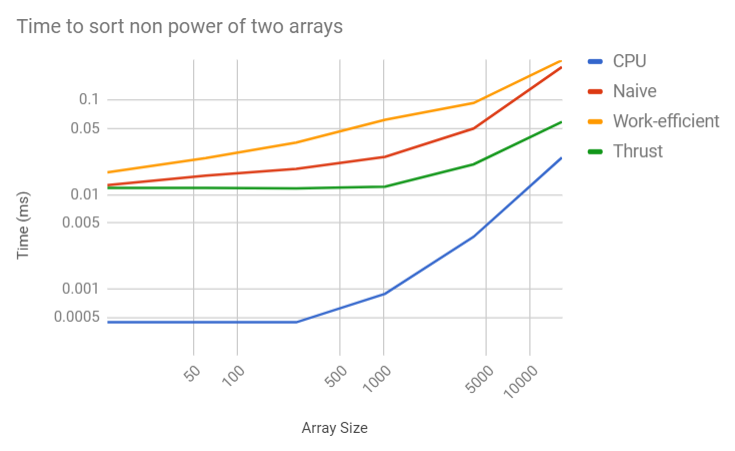 Time to sort non power of two arrays
CPU
Naive
Work-efficient
Thrust
Time (ms)
0.1
0.05
0.01
0.005
0.001
0.0005
50
100
500
1000
5000
10000
Array Size